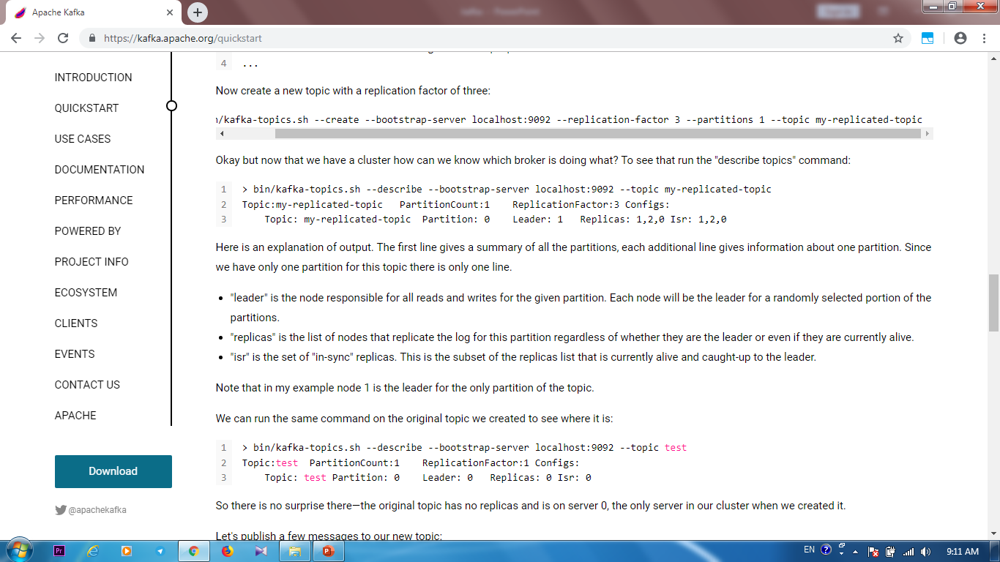 Apache Kafka
https://kafka.apache.org/quickstart
INTRODUCTION
QUICKSTART
USE CASES
DOCUMENTATION
PERFORMANCE
POWERED BY
PROJECT INFO
ECOSYSTEM
CLIENTS
EVENTS
CONTACT US
APACHE
Download
@apachekafka
4 ...
Now create a new topic with a replication factor of three:
/kafka-topics.sh --create --bootstrap-server localhost:9092 --replication-factor 3 --partitions 1 --topic my-replicated-topic
Okay but now that we have a cluster how can we know which broker is doing what? To see that run the "describe topics" command:
1 > bin/kafka-topics.sh --describe --bootstrap-server localhost:9092 --topic my-replicated-topic
2 Topic:my-replicated-topic PartitionCount:1 ReplicationFactor:3 Configs:
3 Topic: my-replicated-topic Partition: 0 Leader: 1 Replicas: 1,2,0 Isr: 1,2,0
Here is an explanation of output. The first line gives a summary of all the partitions, each additional line gives information about one partition. Since
we have only one partition for this topic there is only one line.
• "leader" is the node responsible for all reads and writes for the given partition. Each node will be the leader for a randomly selected portion of the
partitions.
• "replicas" is the list of nodes that replicate the log for this partition regardless of whether they are the leader or even if they are currently alive.
• "isr" is the set of "in-sync" replicas. This is the subset of the replicas list that is currently alive and caught-up to the leader.
Note that in my example node 1 is the leader for the only partition of the topic.
We can run the same command on the original topic we created to see where it is:
1 > bin/kafka-topics.sh --describe --bootstrap-server localhost:9092 --topic test
2 Topic:test PartitionCount:1 ReplicationFactor:1 Configs:
3 Topic: test Partition: 0 Leader: 0 Replicas: 0 Isr: 0
So there is no surprise there—the original topic has no replicas and is on server 0, the only server in our cluster when we created it.
Let's publish a few messages to our new topic:
Pr
EN
9:11 AM